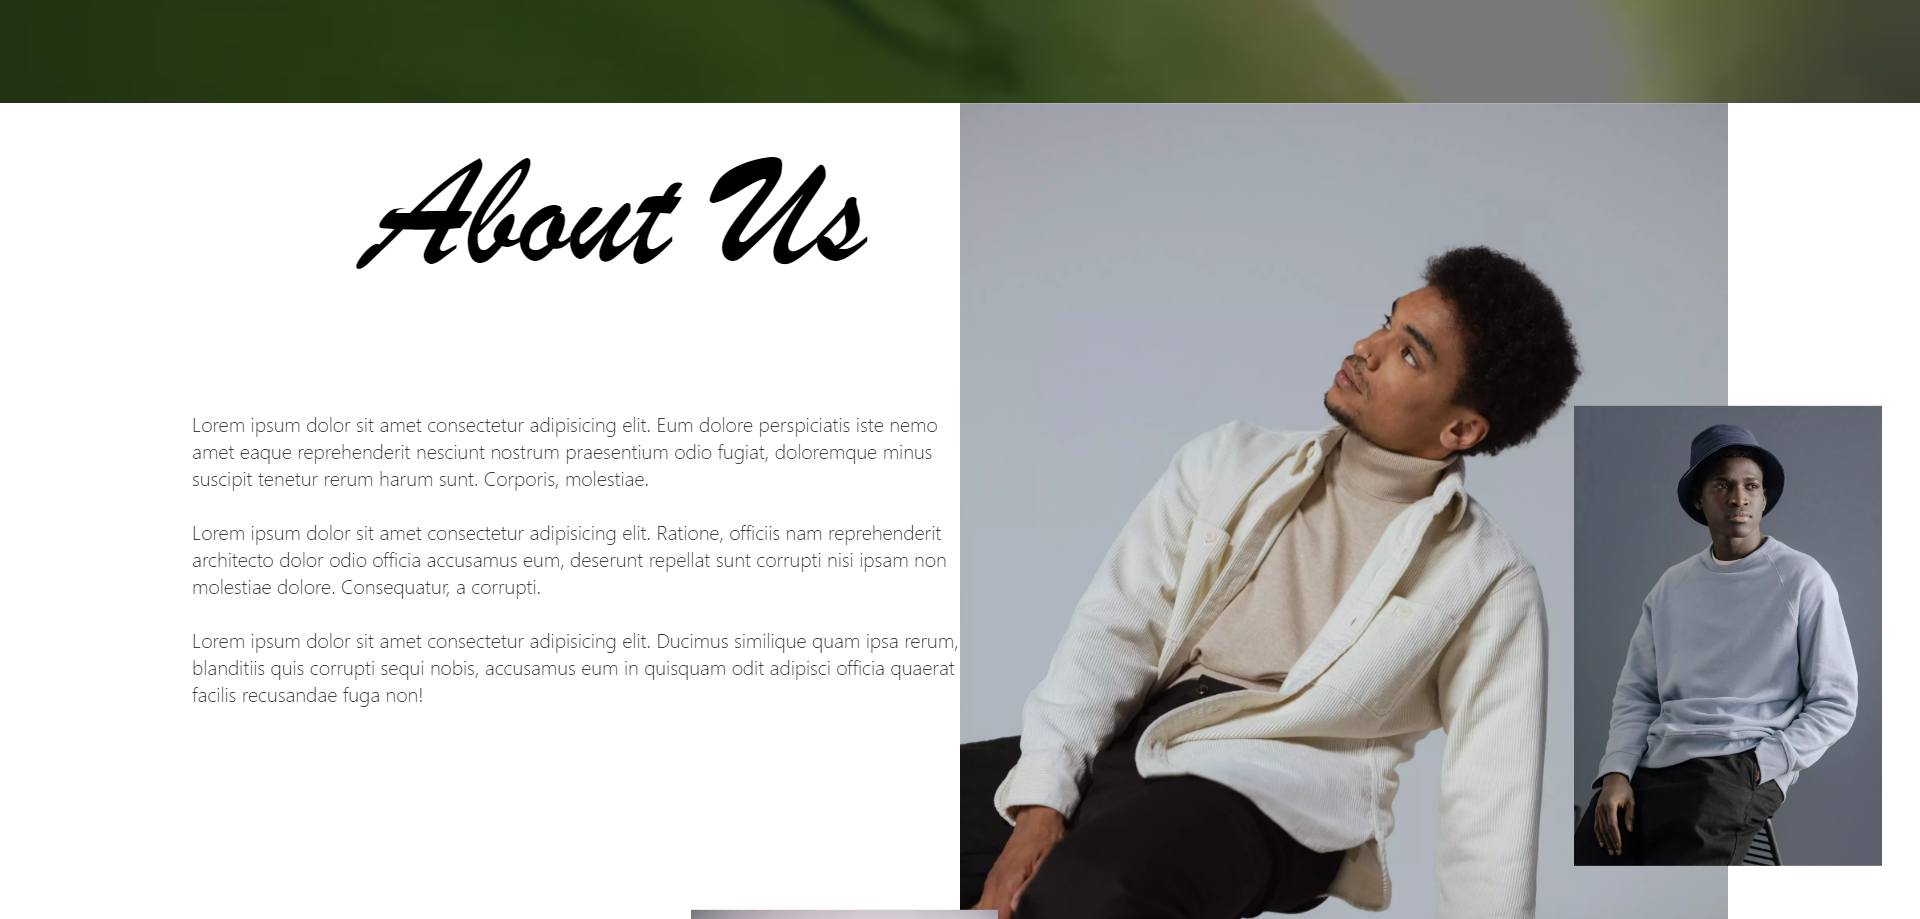 About Us
Lorem ipsum dolor sit amet consectetur adipisicing elit. Eum dolore perspiciatis iste nemo
amet eaque reprehenderit nesciunt nostrum praesentium odio fugiat, doloremque minus
suscipit tenetur rerum harum sunt. Corporis, molestiae.
Lorem ipsum dolor sit amet consectetur adipisicing elit. Ratione, officiis nam reprehenderit
architecto dolor odio officia accusamus eum, deserunt repellat sunt corrupti nisi ipsam non
molestiae dolore. Consequatur, a corrupti.
Lorem ipsum dolor sit amet consectetur adipisicing elit. Ducimus similique quam ipsa rerum,
blanditiis quis corrupti sequi nobis, accusamus eum in quisquam odit adipisci officia quaerat
facilis recusandae fuga non!